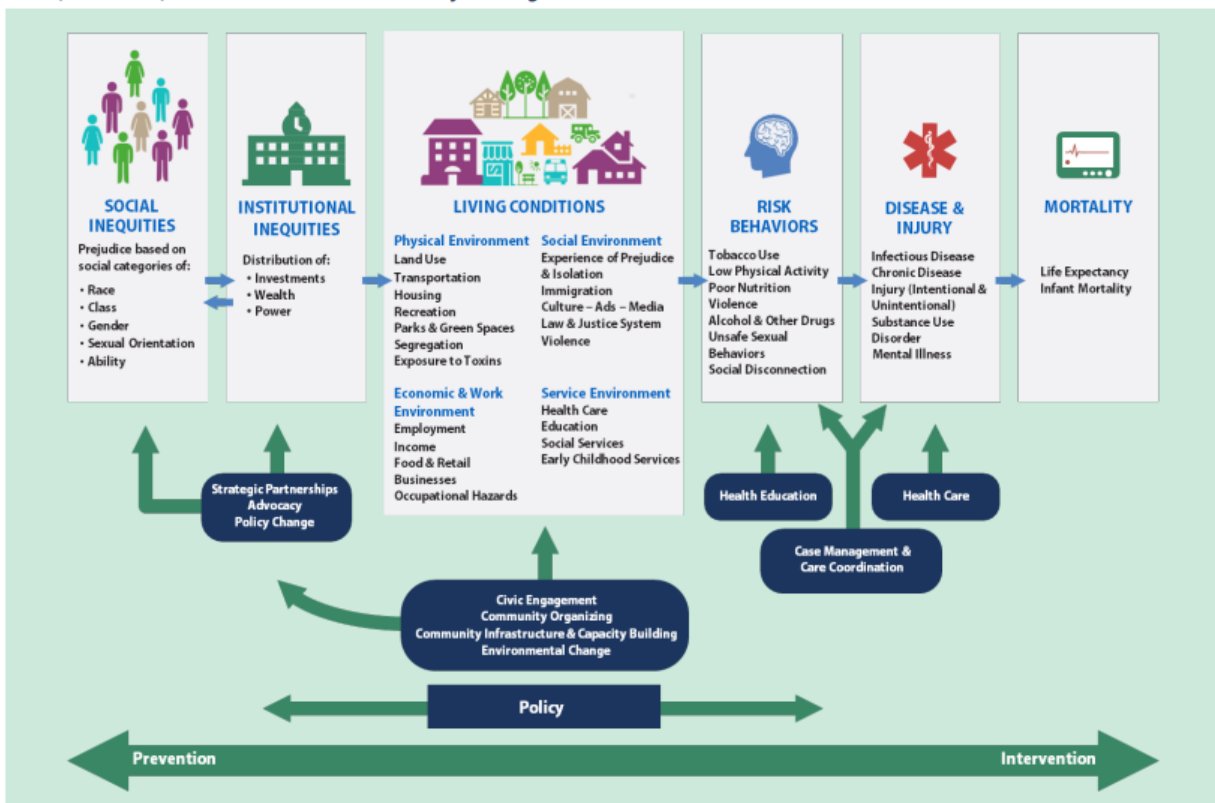 SOCIAL
INEQUITIES
Prejudice based on
social categories of:
• Race
• Class
• Gender
• Sexual Orientation
• Ability
INSTITUTIONAL
INEQUITIES
Distribution of:
• Investments
• Wealth
• Power
LIVING CONDITIONS
Physical Environment
Land Use
Transportation
Housing
Recreation
Parks & Green Spaces
Segregation
Exposure to Toxins
Social Environment
Experience of Prejudice
& Isolation
Immigration
Culture – Ads – Media
Law & Justice System
Violence
Economic & Work
Environment
Employment
Income
Food & Retail
Businesses
Occupational Hazards
Service Environment
Health Care
Education
Social Services
Early Childhood Services
RISK
BEHAVIORS
Tobacco Use
Low Physical Activity
Poor Nutrition
Violence
Alcohol & Other Drugs
Unsafe Sexual
Behaviors
Social Disconnection
DISEASE &
INJURY
Infectious Disease
Chronic Disease
Injury (Intentional &
Unintentional)
Substance Use
Disorder
Mental Illness
MORTALITY
Life Expectancy
Infant Mortality
Strategic Partnerships
Advocacy
Policy Change
Health Education
Health Care
Case Management &
Care Coordination
Civic Engagement
Community Organizing
Community Infrastructure & Capacity Building
Environmental Change
Policy
Prevention
Intervention